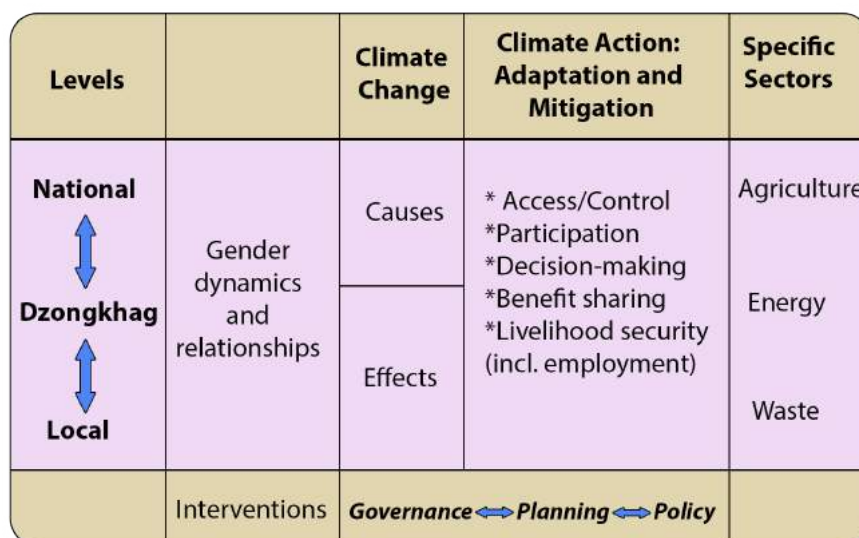 Levels
Climate
Change
Climate Action:
Adaptation and
Mitigation
Specific
Sectors
National
Dzongkhag
Local
Gender
dynamics
and
relationships
Causes
Effects
* Access/Control
*Participation
*Decision-making
*Benefit sharing
*Livelihood security
(incl. employment)
Agriculture
Energy
Waste
Interventions
Governance Planning Policy